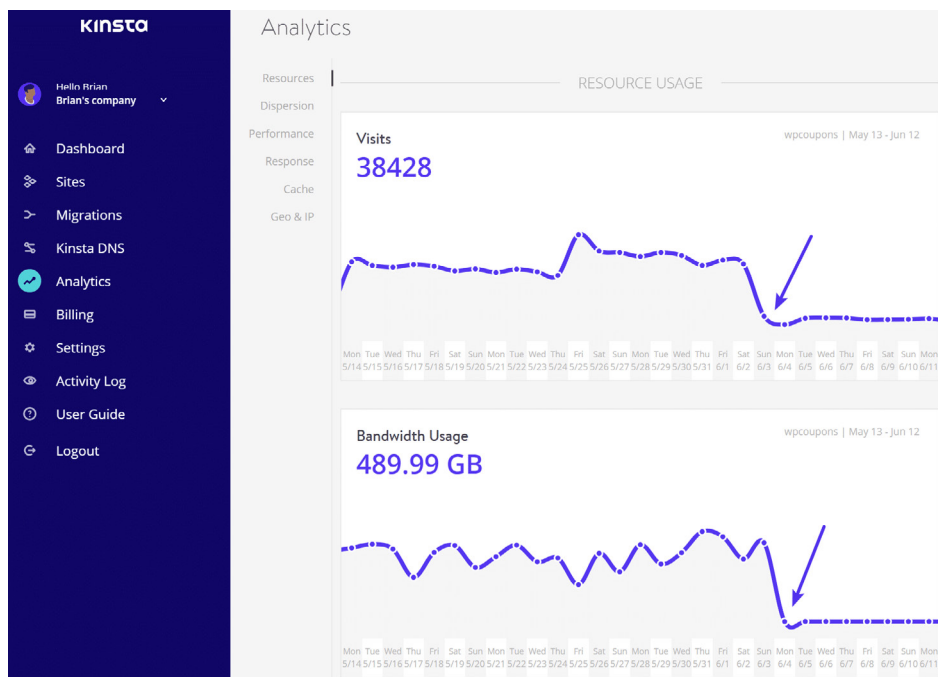 Kinsta
Hello Brian
Brian's company
Dashboard
Sites
Migrations
Kinsta DNS
Analytics
Billing
Settings
Activity Log
User Guide
Logout
Analytics
Resources
Dispersion
Performance
Response
Cache
Geo & IP
RESOURCE USAGE
Visits
wpcoupons | May 13 - Jun 12
38428
Mon Tue Wed Thu Fri Sat Sun Mon Tue Wed Thu Fri Sat Sun Mon Tue Wed Thu Fri Sat Sun Mon Tue Wed Thu Fri Sat Sun Mon
5/14 5/15 5/16 5/17 5/18 5/19 5/20 5/21 5/22 5/23 5/24 5/25 5/26 5/27 5/28 5/29 5/30 5/31 6/1 6/2 6/3 6/4 6/5 6/6 6/7 6/8 6/9 6/10 6/11
Bandwidth Usage
wpcoupons | May 13 - Jun 12
489.99 GB
Mon Tue Wed Thu Fri Sat Sun Mon Tue Wed Thu Fri Sat Sun Mon Tue Wed Thu Fri Sat Sun Mon Tue Wed Thu Fri Sat Sun Mon
5/14 5/15 5/16 5/17 5/18 5/19 5/20 5/21 5/22 5/23 5/24 5/25 5/26 5/27 5/28 5/29 5/30 5/31 6/1 6/2 6/3 6/4 6/5 6/6 6/7 6/8 6/9 6/10 6/11